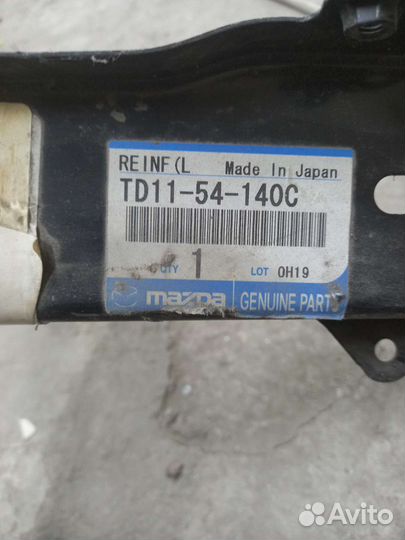 REINF(L Made In Japan
TD11-54-140C
QTY 1 LOT 0H19
mazda GENUINE PARTS
Avito